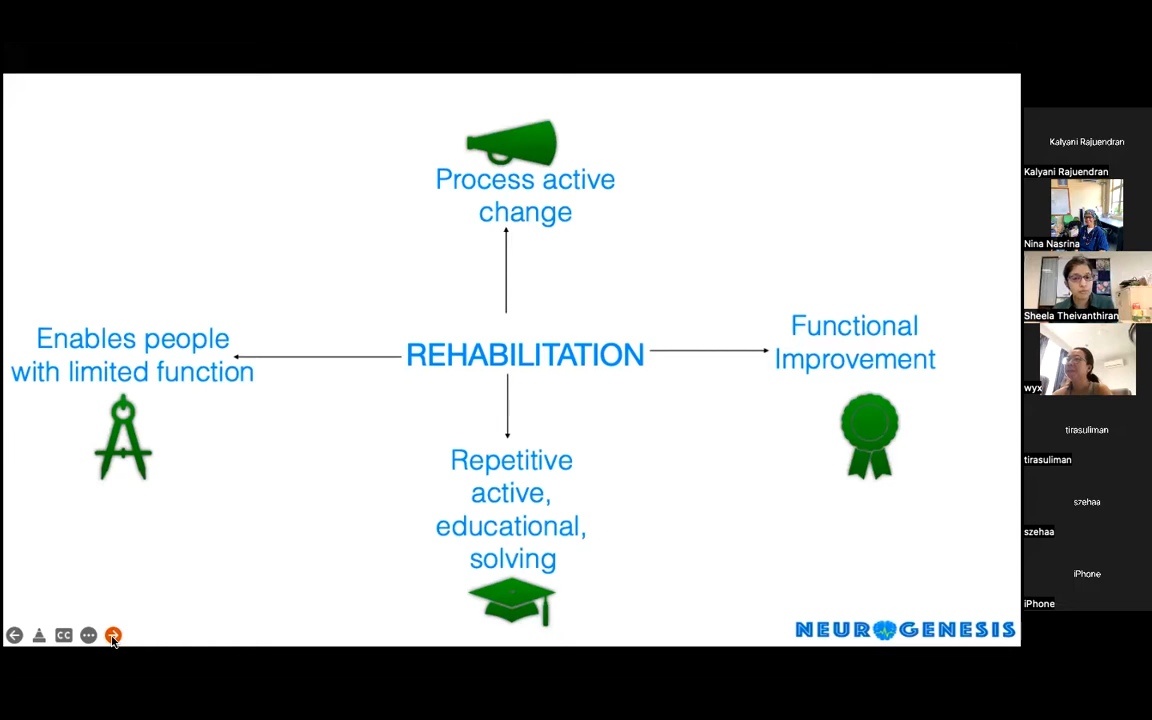 Process active
change
Enables people
with limited function
REHABILITATION
Functional
Improvement
Repetitive
active,
educational,
solving
CC
NEUROGENESIS
Kalyani Rajuendran
Kalyani Rajuendran
Nina Nasrina
Sheela Theivanthiran
wyx
tirasuliman
tirasuliman
szehaa
szehaa
iPhone
iPhone